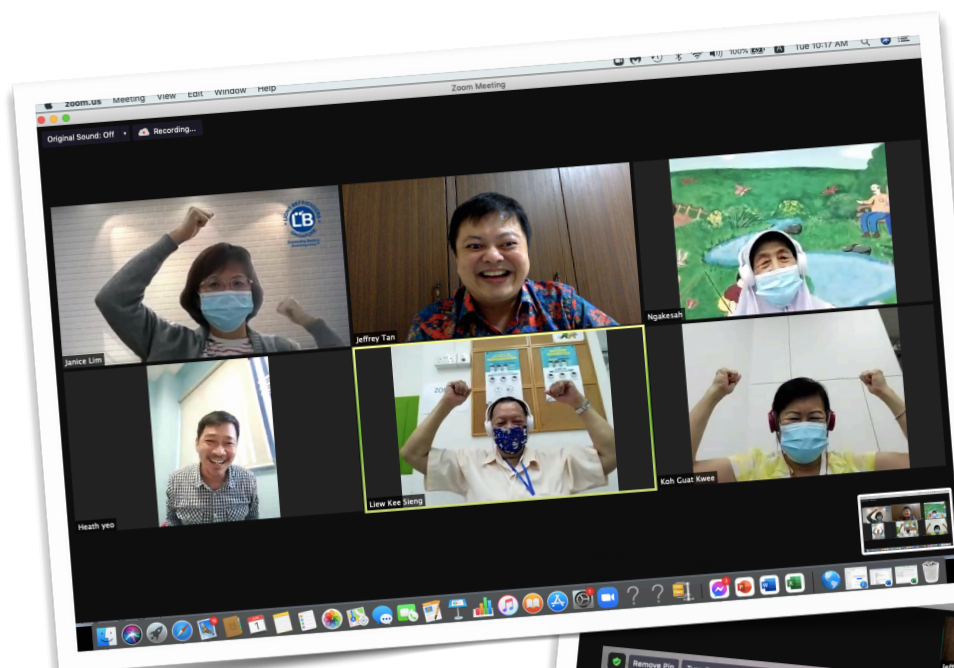 zoom.us Meeting View Edit Window Help
100% Tue 10:17 AM
Zoom Meeting
Original Sound: Off
Recording...
LB
Janice Lim
Jeffrey Tan
Ngakesah
Heath yeo
Liew Kee Sieng
Koh Guat Kwee
Remove Pin